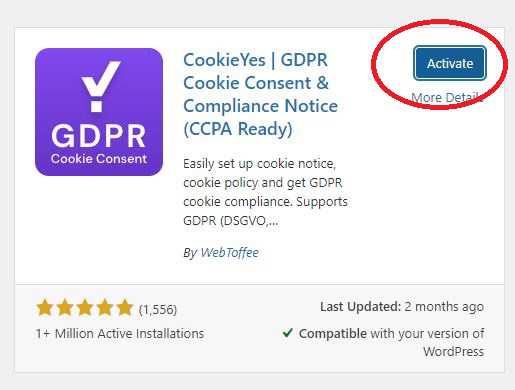 GDPR
Cookie Consent
CookieYes | GDPR
Cookie Consent &
Compliance Notice
(CCPA Ready)
Activate
More Details
Easily set up cookie notice,
cookie policy and get GDPR
cookie compliance. Supports
GDPR (DSGVO,...
By WebToffee
(1,556)
1+ Million Active Installations
Last Updated: 2 months ago
Compatible with your version of
WordPress